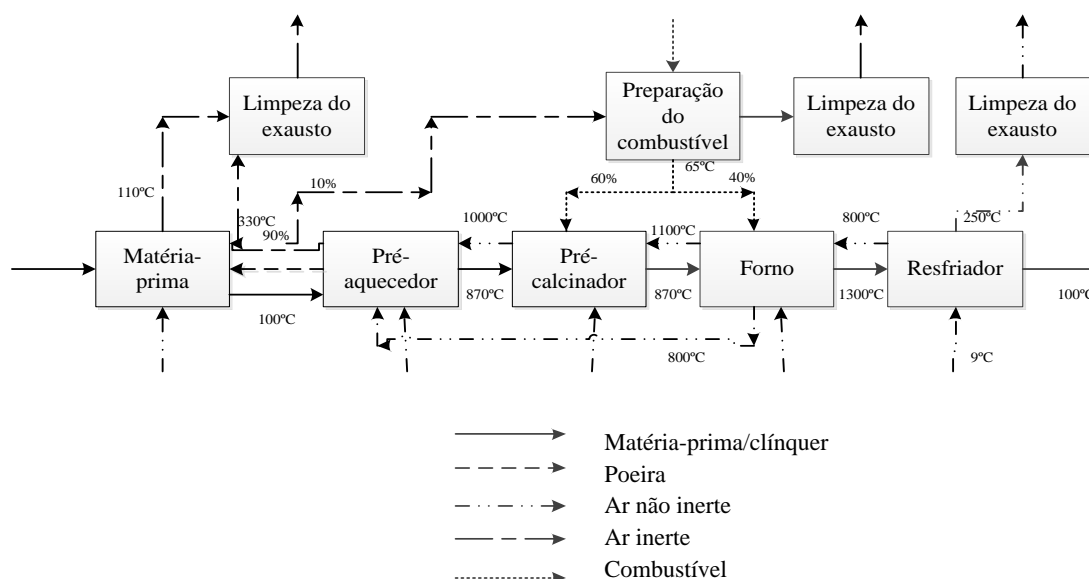 Limpeza do
exausto
Preparação
do
combustível
Limpeza do
exausto
Limpeza do
exausto
65ºC
60%
40%
10%
110ºC
330ºC
90%
1000ºC
1100ºC
800ºC
250ºC
Matéria-
prima
Pré-
aquecedor
Pré-
calcinador
Forno
Resfriador
100ºC
870ºC
870ºC
1300ºC
100ºC
800ºC
9ºC
Matéria-prima/clínquer
Poeira
Ar não inerte
Ar inerte
Combustível